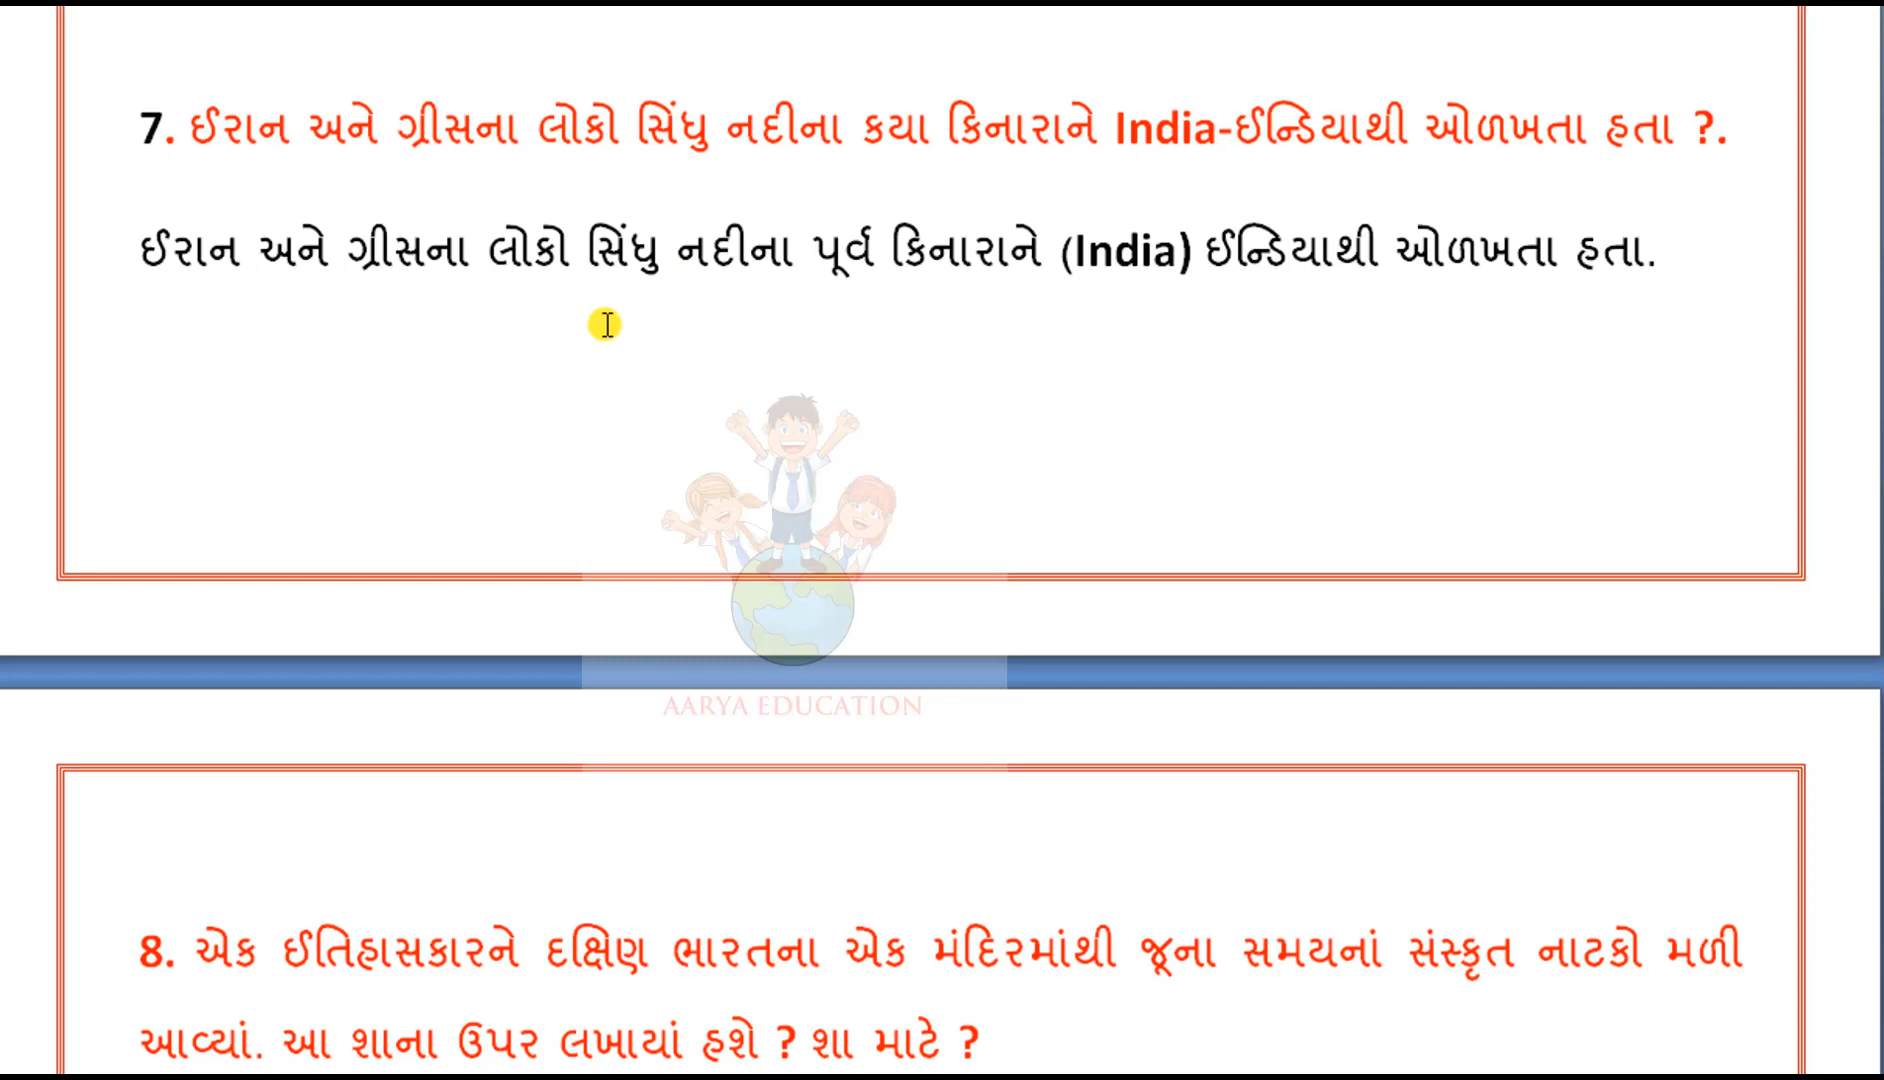 7. ઈરાન અને ગ્રીસના લોકો સિંધુ નદીના કયા કિનારાને India-ઈન્ડિયાથી ઓળખતા હતા ?.
ઈરાન અને ગ્રીસના લોકો સિંધુ નદીના પૂર્વ કિનારાને (India) ઈન્ડિયાથી ઓળખતા હતા.
AARYA EDUCATION
8. એક ઈતિહાસકારને દક્ષિણ ભારતના એક મંદિરમાંથી જૂના સમયનાં સંસ્કૃત નાટકો મળી
આવ્યાં. આ શાના ઉપર લખાયાં હશે ? શા માટે ?